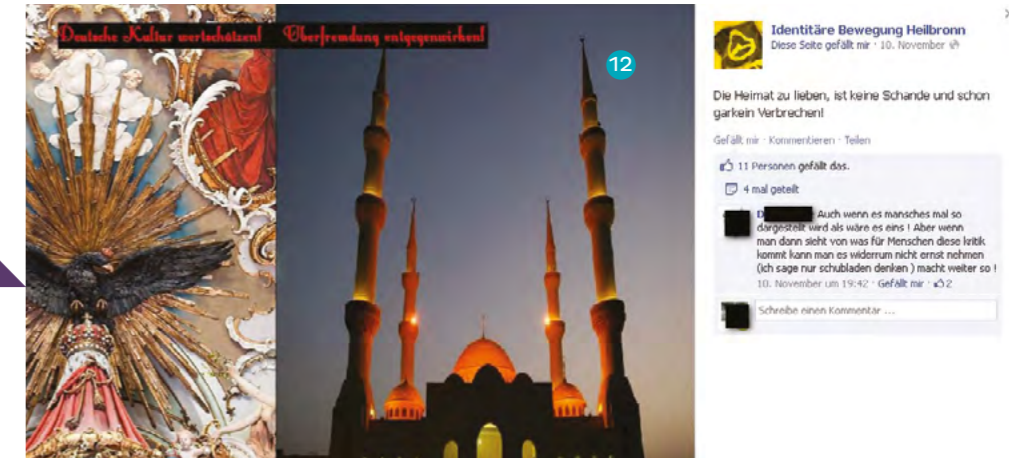 Deutsche Kultur wertschätzen! Überfremdung entgegenwirken!
12
Identitäre Bewegung Heilbronn
Diese Seite gefällt mir · 10. November
Die Heimat zu lieben, ist keine Schande und schon
garkein Verbrechen!
Gefällt mir · Kommentieren · Teilen
11 Personen gefällt das.
4 mal geteilt
D Auch wenn es mansches mal so
dargestellt wird als wäre es eins ! Aber wenn
man dann sieht von was für Menschen diese kritik
kommt kann man es widerrum nicht ernst nehmen
(ich sage nur schubladen denken ) macht weiter so !
10. November um 19:42 · Gefällt mir · 2
Schreibe einen Kommentar ...